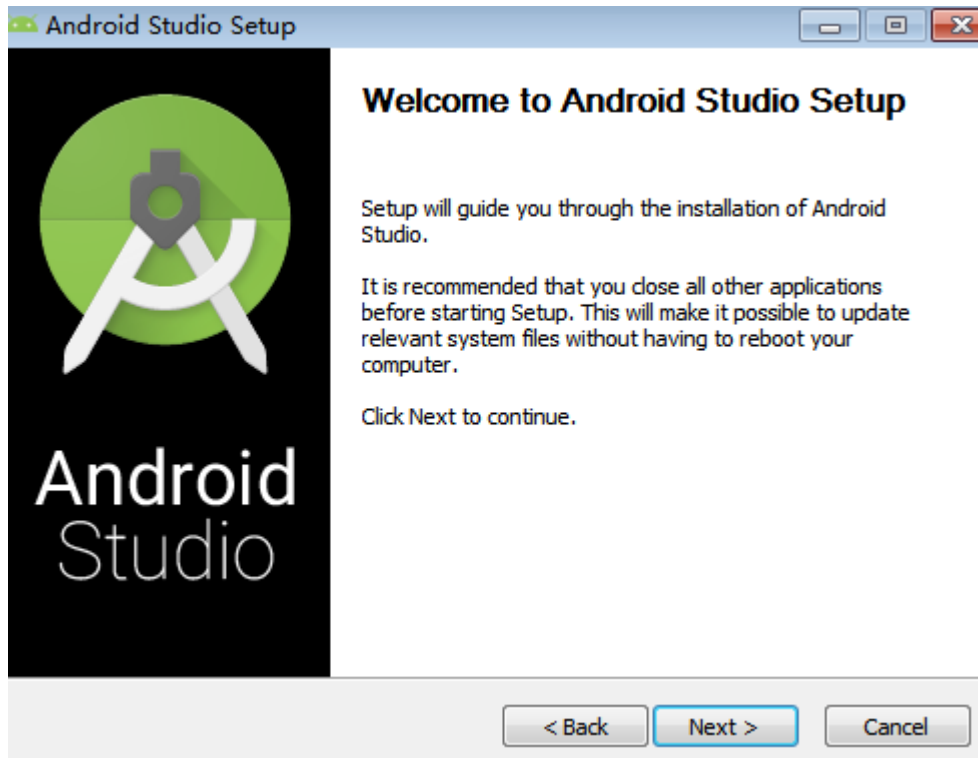 Android Studio Setup
Welcome to Android Studio Setup
Setup will guide you through the installation of Android
Studio.
It is recommended that you close all other applications
before starting Setup. This will make it possible to update
relevant system files without having to reboot your
computer.
Click Next to continue.
Android
Studio
< Back
Next >
Cancel